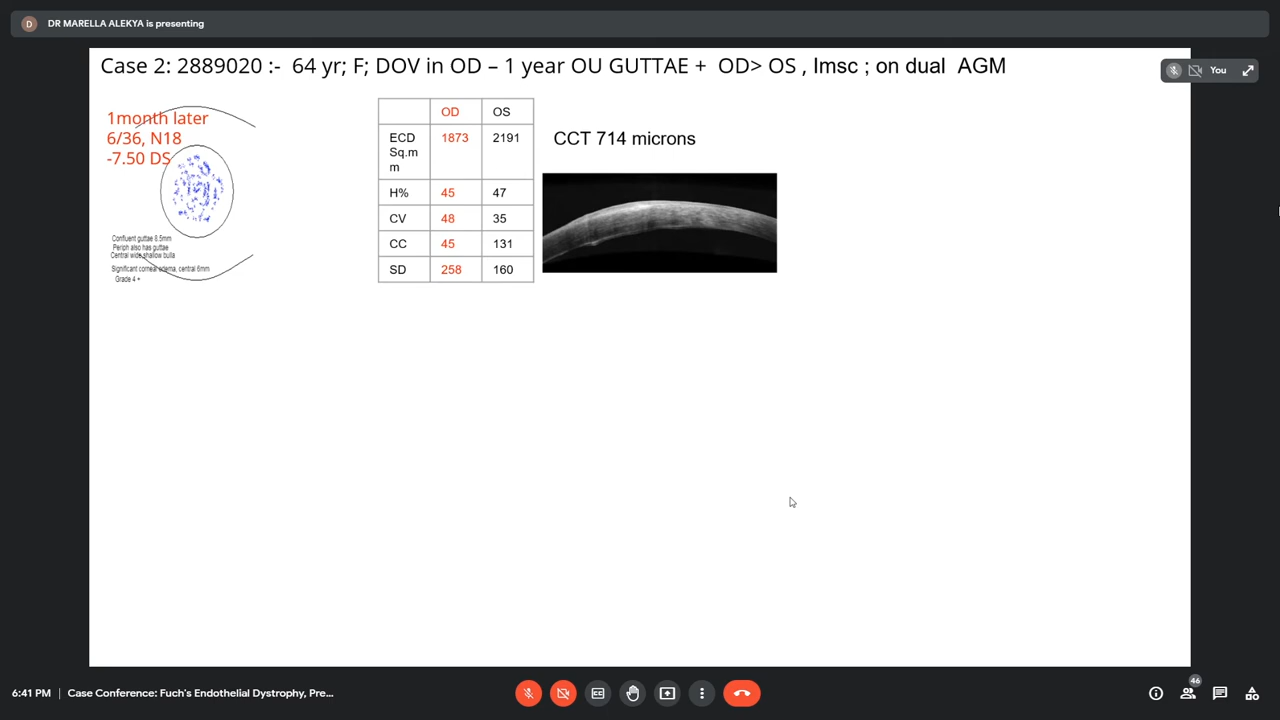 D DR MARELLA ALEKYA is presenting
Case 2: 2889020 :-  64 yr; F; DOV in OD – 1 year OU GUTTAE +  OD> OS , Imsc ; on dual  AGM
You
1month later
6/36, N18
-7.50 DS
Confluent guttae 8.5mm
Periph also has guttae
Central wide shallow bulla
Significant corneal edema, central 6mm
Grade 4 +
OD OS
ECD Sq.m m 1873 2191
H% 45 47
CV 48 35
CC 45 131
SD 258 160
CCT 714 microns
6:41 PM | Case Conference: Fuch's Endothelial Dystrophy, Pre...
46